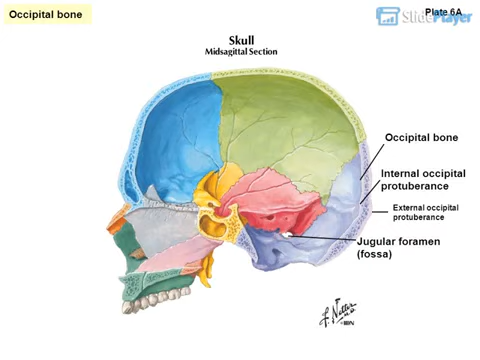 Occipital bone
Plate 6A
SlidePlayer
Skull
Midsagittal Section
Occipital bone
Internal occipital
protuberance
External occipital
protuberance
Jugular foramen
(fossa)
F. Netter